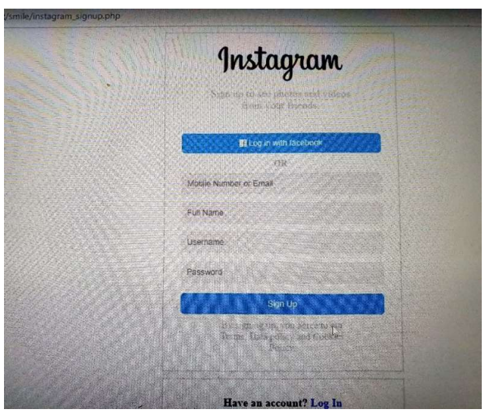 /smile/instagram_signup.php
Instagram
Sign up to see photos and videos
from your friends.
Log in with facebook
OR
Mobile Number or Email
Full Name
Username
Password
Sign Up
By signing up, you agree to our
Terms, Data policy and Cookies
Policy.
Have an account? Log In